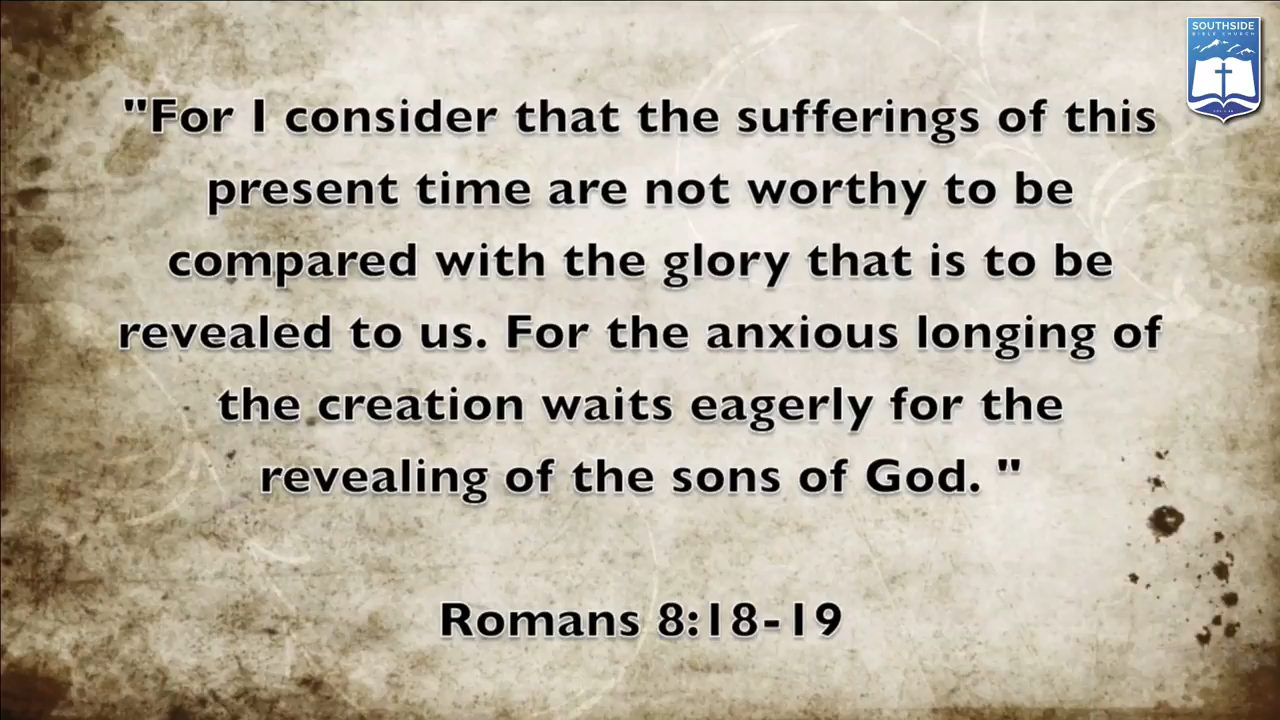 SOUTHSIDE
BIBLE CHURCH
"For I consider that the sufferings of this
present time are not worthy to be
compared with the glory that is to be
revealed to us. For the anxious longing of
the creation waits eagerly for the
revealing of the sons of God. "
Romans 8:18-19